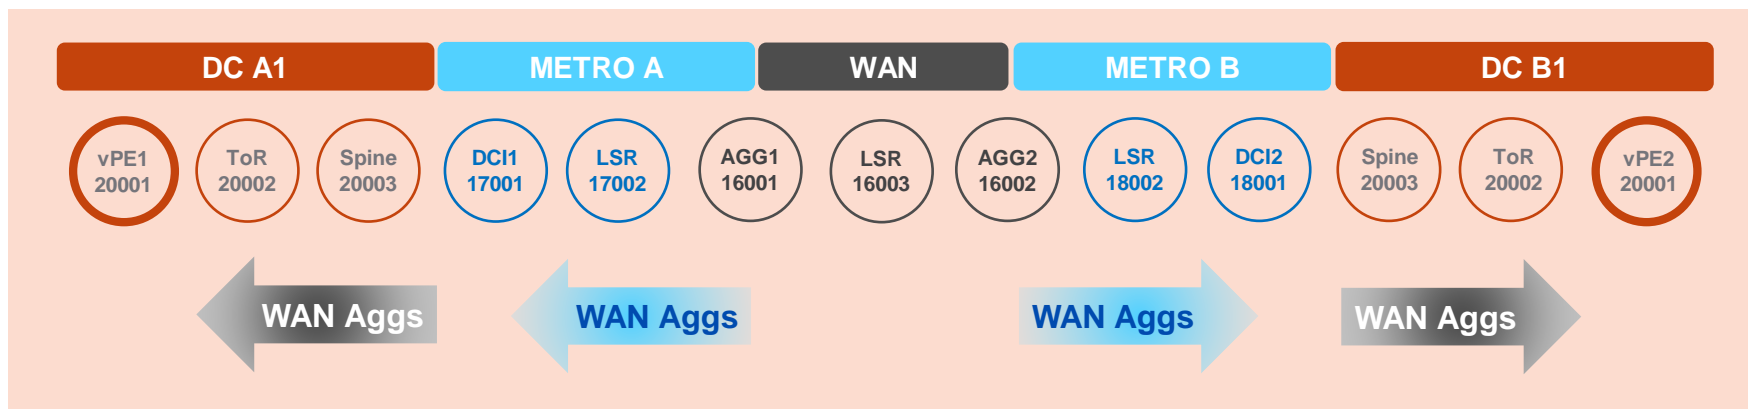 DC A1
METRO A
WAN
METRO B
DC B1
vPE1
20001
ToR
20002
Spine
20003
DCI1
17001
LSR
17002
AGG1
16001
LSR
16003
AGG2
16002
LSR
18002
DCI2
18001
Spine
20003
ToR
20002
vPE2
20001
WAN Aggs
WAN Aggs
WAN Aggs
WAN Aggs